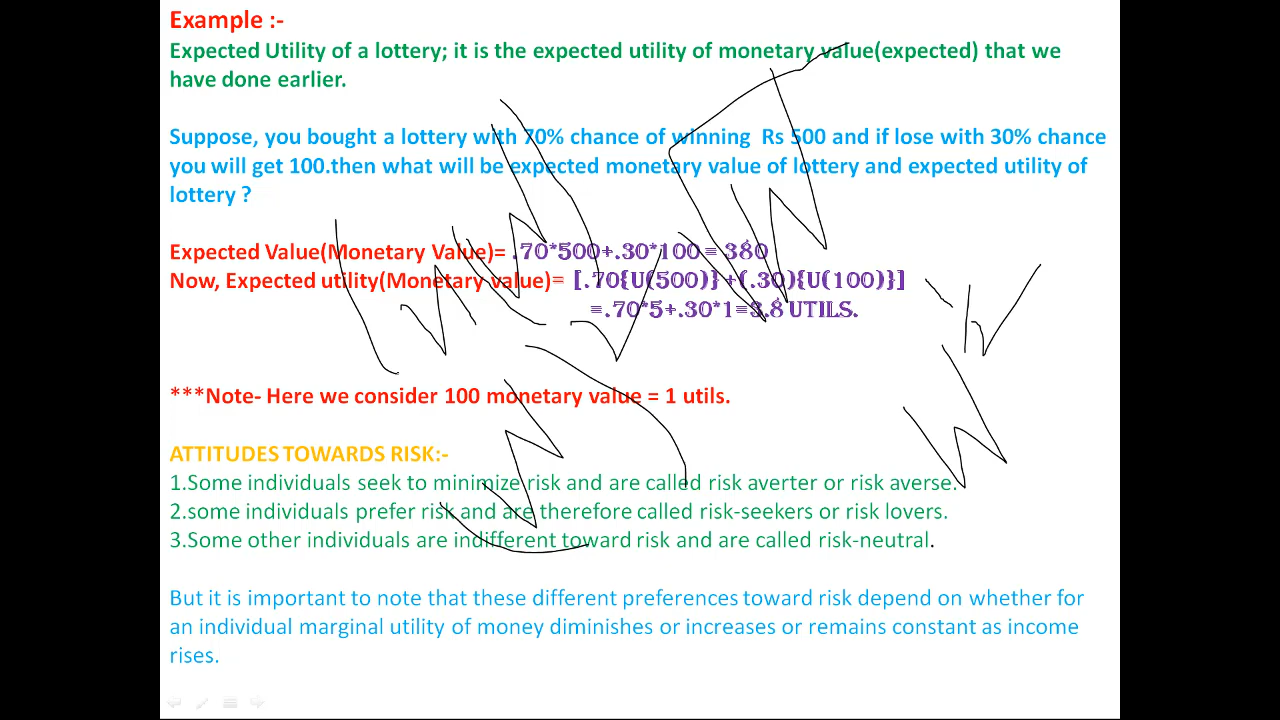 Example :-
Expected Utility of a lottery; it is the expected utility of monetary value(expected) that we
have done earlier.
Suppose, you bought a lottery with 70% chance of winning Rs 500 and if lose with 30% chance
you will get 100.then what will be expected monetary value of lottery and expected utility of
lottery ?
Expected Value(Monetary Value)= .70*500+.30*100 = 380
Now, Expected utility(Monetary value)= [.70{U(500)}+(.30){U(100)}]
=.70*5+.30*1=3.8 UTILS.
***Note- Here we consider 100 monetary value = 1 utils.
ATTITUDES TOWARDS RISK:-
1.Some individuals seek to minimize risk and are called risk averter or risk averse.
2.some individuals prefer risk and are therefore called risk-seekers or risk lovers.
3.Some other individuals are indifferent toward risk and are called risk-neutral.
But it is important to note that these different preferences toward risk depend on whether for
an individual marginal utility of money diminishes or increases or remains constant as income
rises.